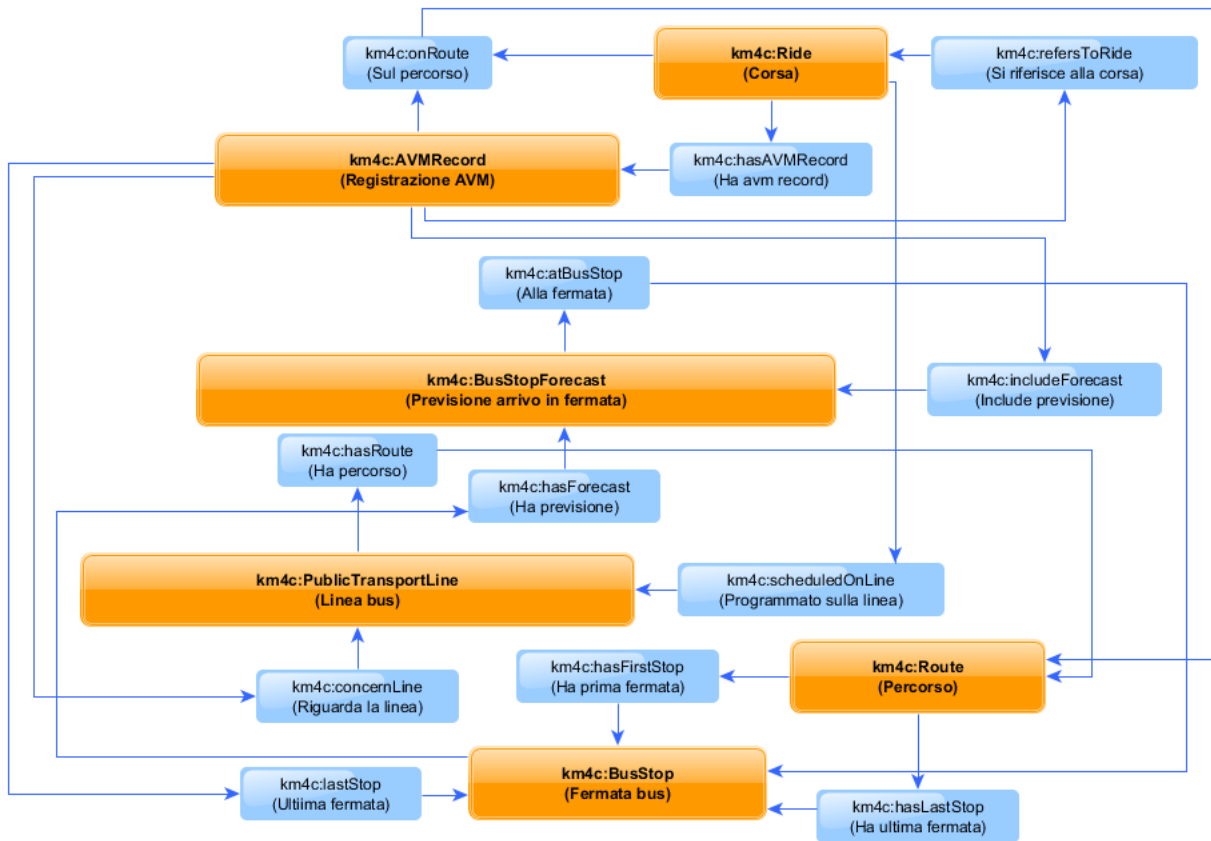 km4c:onRoute
(Sul percorso)
km4c:Ride
(Corsa)
km4c:refersToRide
(Si riferisce alla corsa)
km4c:AVMRecord
(Registrazione AVM)
km4c:hasAVMRecord
(Ha avm record)
km4c:atBusStop
(Alla fermata)
km4c:BusStopForecast
(Previsione arrivo in fermata)
km4c:includeForecast
(Include previsione)
km4c:hasRoute
(Ha percorso)
km4c:hasForecast
(Ha previsione)
km4c:PublicTransportLine
(Linea bus)
km4c:scheduledOnLine
(Programmato sulla linea)
km4c:hasFirstStop
(Ha prima fermata)
km4c:Route
(Percorso)
km4c:concernLine
(Riguarda la linea)
km4c:BusStop
(Fermata bus)
km4c:lastStop
(Ultiima fermata)
km4c:hasLastStop
(Ha ultima fermata)